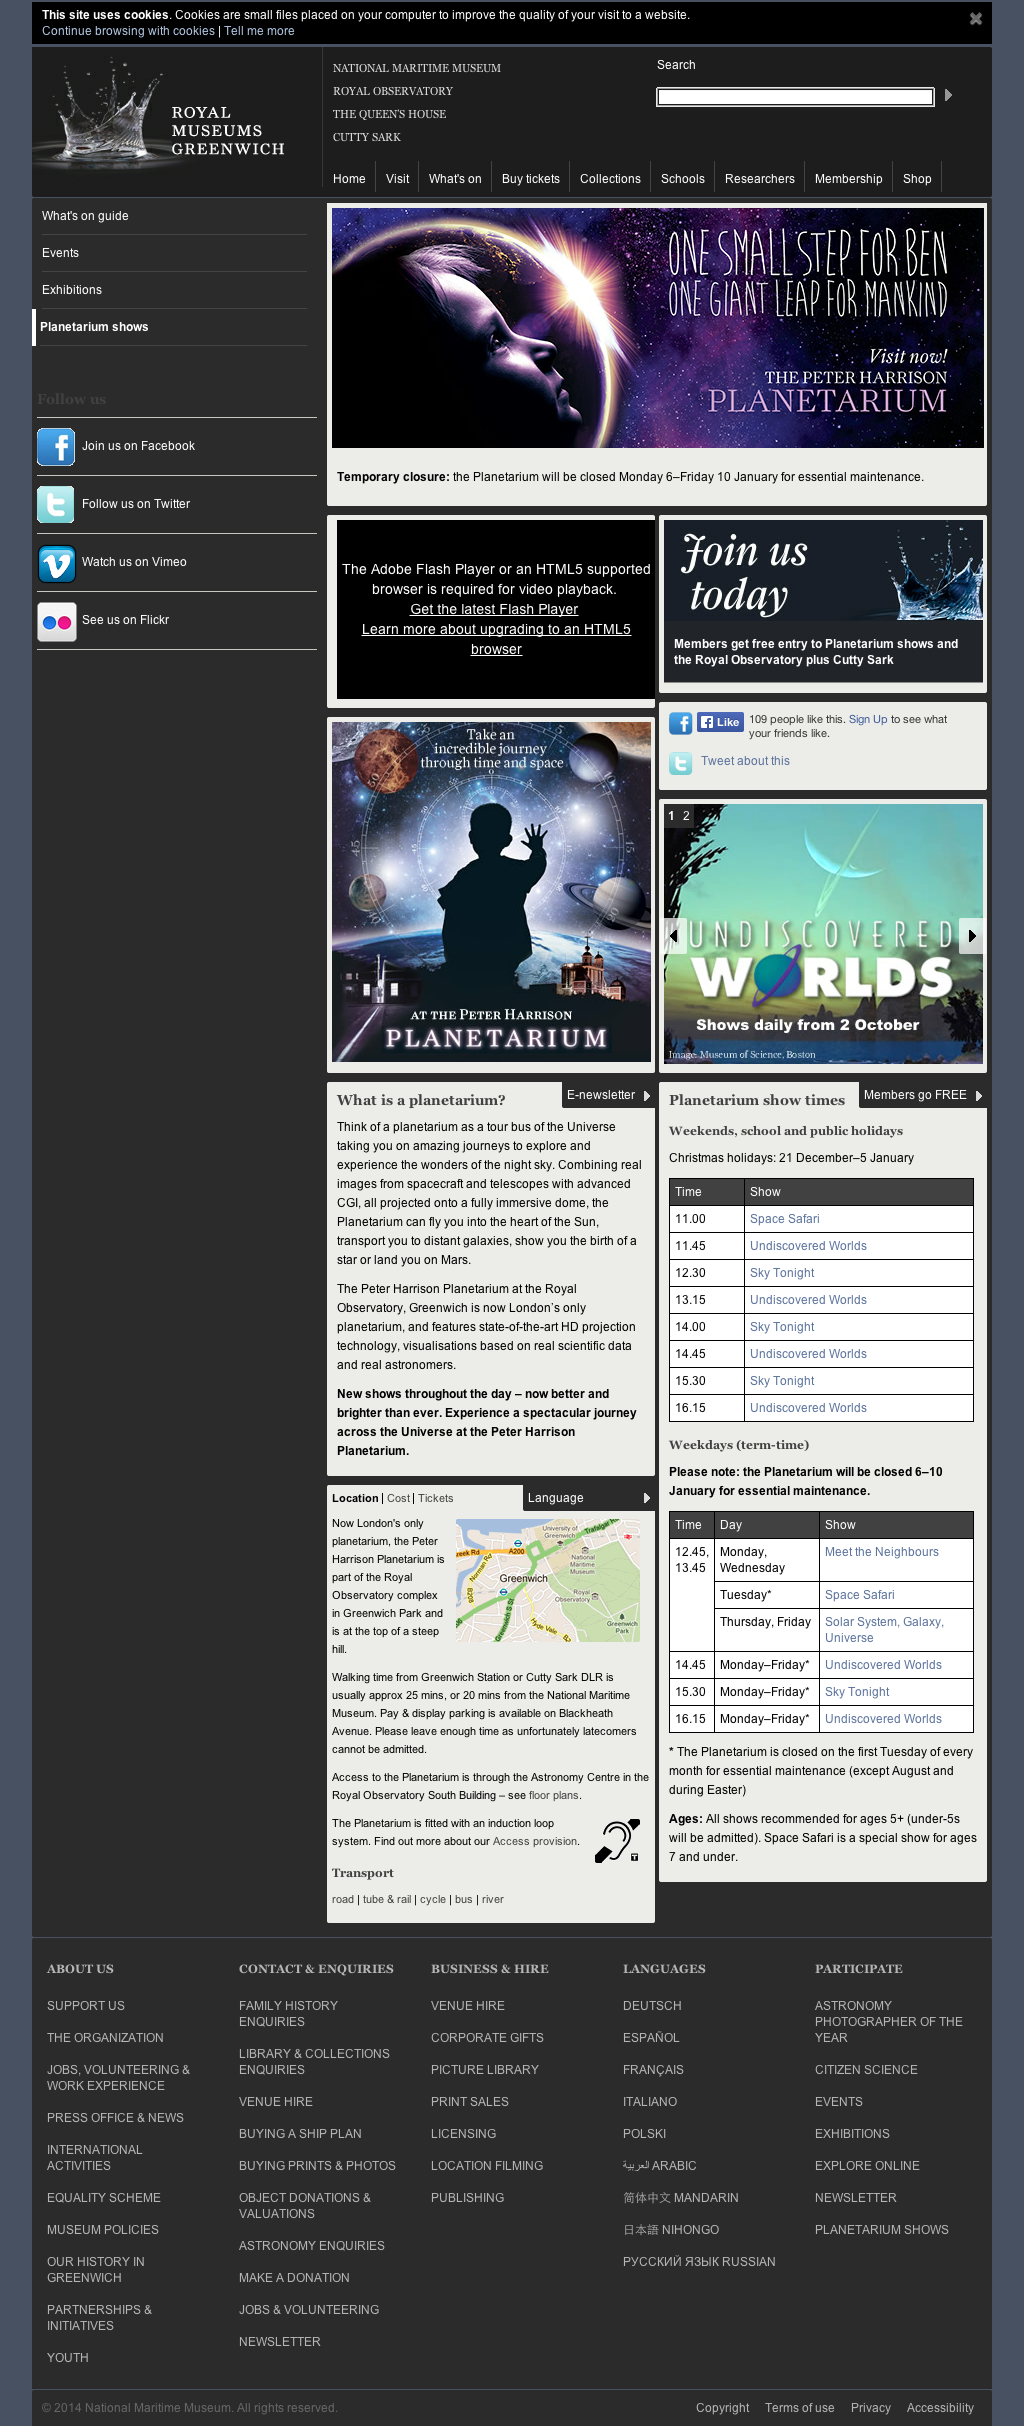 This site uses cookies. Cookies are small files placed on your computer to improve the quality of your visit to a website.
Continue browsing with cookies | Tell me more
ROYAL
MUSEUMS
GREENWICH
NATIONAL MARITIME MUSEUM
ROYAL OBSERVATORY
THE QUEEN'S HOUSE
CUTTY SARK
Search
Home
Visit
What's on
Buy tickets
Collections
Schools
Researchers
Membership
Shop
What's on guide
Events
Exhibitions
Planetarium shows
Follow us
Join us on Facebook
Follow us on Twitter
Watch us on Vimeo
See us on Flickr
ONE SMALL STEP FOR BEN
ONE GIANT LEAP FOR MANKIND
Visit now!
THE PETER HARRISON
PLANETARIUM
Temporary closure: the Planetarium will be closed Monday 6–Friday 10 January for essential maintenance.
The Adobe Flash Player or an HTML5 supported
browser is required for video playback.
Get the latest Flash Player
Learn more about upgrading to an HTML5
browser
Join us
today
Members get free entry to Planetarium shows and
the Royal Observatory plus Cutty Sark
Like
109 people like this. Sign Up to see what
your friends like.
Tweet about this
Take an
incredible journey
through time and space
AT THE PETER HARRISON
PLANETARIUM
1 2
UNDISCOVERED
WORLDS
Shows daily from 2 October
Image: Museum of Science, Boston
What is a planetarium?
E-newsletter
Think of a planetarium as a tour bus of the Universe
taking you on amazing journeys to explore and
experience the wonders of the night sky. Combining real
images from spacecraft and telescopes with advanced
CGI, all projected onto a fully immersive dome, the
Planetarium can fly you into the heart of the Sun,
transport you to distant galaxies, show you the birth of a
star or land you on Mars.
The Peter Harrison Planetarium at the Royal
Observatory, Greenwich is now London's only
planetarium, and features state-of-the-art HD projection
technology, visualisations based on real scientific data
and real astronomers.
New shows throughout the day – now better and
brighter than ever. Experience a spectacular journey
across the Universe at the Peter Harrison
Planetarium.
Location | Cost | Tickets
Language
Now London's only
planetarium, the Peter
Harrison Planetarium is
part of the Royal
Observatory complex
in Greenwich Park and
is at the top of a steep
hill.
University of
Greenwich
Trafalgar R
creek Rd
A200
Norman Rd
National
Maritime
Museum
Greenwich
B208
Royal
Observatory
Greenwich S St
Hyde Vale
Greenwich
Park
Walking time from Greenwich Station or Cutty Sark DLR is
usually approx 25 mins, or 20 mins from the National Maritime
Museum. Pay & display parking is available on Blackheath
Avenue. Please leave enough time as unfortunately latecomers
cannot be admitted.
Access to the Planetarium is through the Astronomy Centre in the
Royal Observatory South Building – see floor plans.
The Planetarium is fitted with an induction loop
system. Find out more about our Access provision.
T
Transport
road | tube & rail | cycle | bus | river
Planetarium show times
Members go FREE
Weekends, school and public holidays
Christmas holidays: 21 December–5 January
Time Show
11.00 Space Safari
11.45 Undiscovered Worlds
12.30 Sky Tonight
13.15 Undiscovered Worlds
14.00 Sky Tonight
14.45 Undiscovered Worlds
15.30 Sky Tonight
16.15 Undiscovered Worlds
Weekdays (term-time)
Please note: the Planetarium will be closed 6–10
January for essential maintenance.
Time Day Show
12.45, Monday, Meet the Neighbours
13.45 Wednesday
Tuesday* Space Safari
Thursday, Friday Solar System, Galaxy,
Universe
14.45 Monday–Friday* Undiscovered Worlds
15.30 Monday–Friday* Sky Tonight
16.15 Monday–Friday* Undiscovered Worlds
* The Planetarium is closed on the first Tuesday of every
month for essential maintenance (except August and
during Easter)
Ages: All shows recommended for ages 5+ (under-5s
will be admitted). Space Safari is a special show for ages
7 and under.
ABOUT US
SUPPORT US
THE ORGANIZATION
JOBS, VOLUNTEERING &
WORK EXPERIENCE
PRESS OFFICE & NEWS
INTERNATIONAL
ACTIVITIES
EQUALITY SCHEME
MUSEUM POLICIES
OUR HISTORY IN
GREENWICH
PARTNERSHIPS &
INITIATIVES
YOUTH
CONTACT & ENQUIRIES
FAMILY HISTORY
ENQUIRIES
LIBRARY & COLLECTIONS
ENQUIRIES
VENUE HIRE
BUYING A SHIP PLAN
BUYING PRINTS & PHOTOS
OBJECT DONATIONS &
VALUATIONS
ASTRONOMY ENQUIRIES
MAKE A DONATION
JOBS & VOLUNTEERING
NEWSLETTER
BUSINESS & HIRE
VENUE HIRE
CORPORATE GIFTS
PICTURE LIBRARY
PRINT SALES
LICENSING
LOCATION FILMING
PUBLISHING
LANGUAGES
DEUTSCH
ESPAÑOL
FRANÇAIS
ITALIANO
POLSKI
العربية ARABIC
简体中文 MANDARIN
日本語 NIHONGO
РУССКИЙ ЯЗЫК RUSSIAN
PARTICIPATE
ASTRONOMY
PHOTOGRAPHER OF THE
YEAR
CITIZEN SCIENCE
EVENTS
EXHIBITIONS
EXPLORE ONLINE
NEWSLETTER
PLANETARIUM SHOWS
© 2014 National Maritime Museum. All rights reserved.
Copyright
Terms of use
Privacy
Accessibility